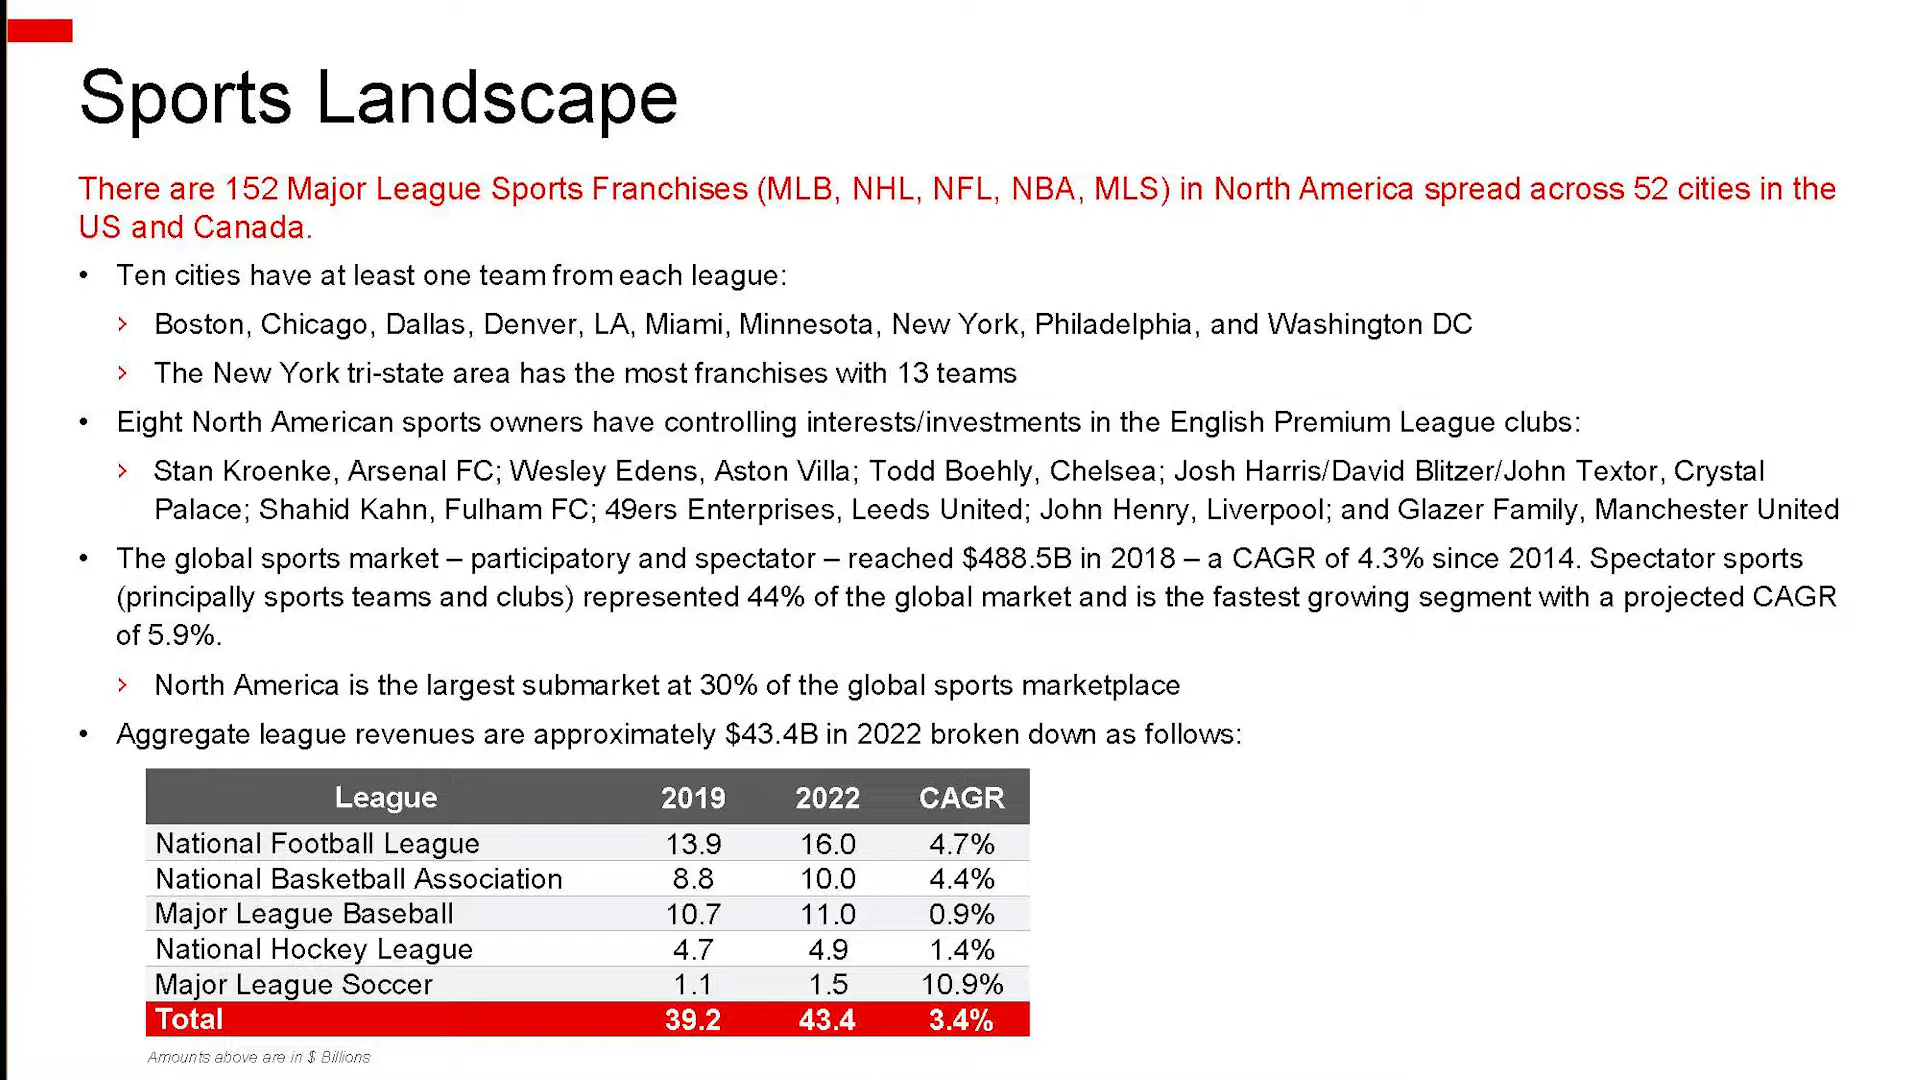 Sports Landscape
There are 152 Major League Sports Franchises (MLB, NHL, NFL, NBA, MLS) in North America spread across 52 cities in the
US and Canada.
• Ten cities have at least one team from each league:
› Boston, Chicago, Dallas, Denver, LA, Miami, Minnesota, New York, Philadelphia, and Washington DC
› The New York tri-state area has the most franchises with 13 teams
• Eight North American sports owners have controlling interests/investments in the English Premium League clubs:
› Stan Kroenke, Arsenal FC; Wesley Edens, Aston Villa; Todd Boehly, Chelsea; Josh Harris/David Blitzer/John Textor, Crystal
Palace; Shahid Kahn, Fulham FC; 49ers Enterprises, Leeds United; John Henry, Liverpool; and Glazer Family, Manchester United
• The global sports market – participatory and spectator – reached $488.5B in 2018 – a CAGR of 4.3% since 2014. Spectator sports
(principally sports teams and clubs) represented 44% of the global market and is the fastest growing segment with a projected CAGR
of 5.9%.
› North America is the largest submarket at 30% of the global sports marketplace
• Aggregate league revenues are approximately $43.4B in 2022 broken down as follows:
League 2019 2022 CAGR
National Football League 13.9 16.0 4.7%
National Basketball Association 8.8 10.0 4.4%
Major League Baseball 10.7 11.0 0.9%
National Hockey League 4.7 4.9 1.4%
Major League Soccer 1.1 1.5 10.9%
Total 39.2 43.4 3.4%
Amounts above are in $ Billions